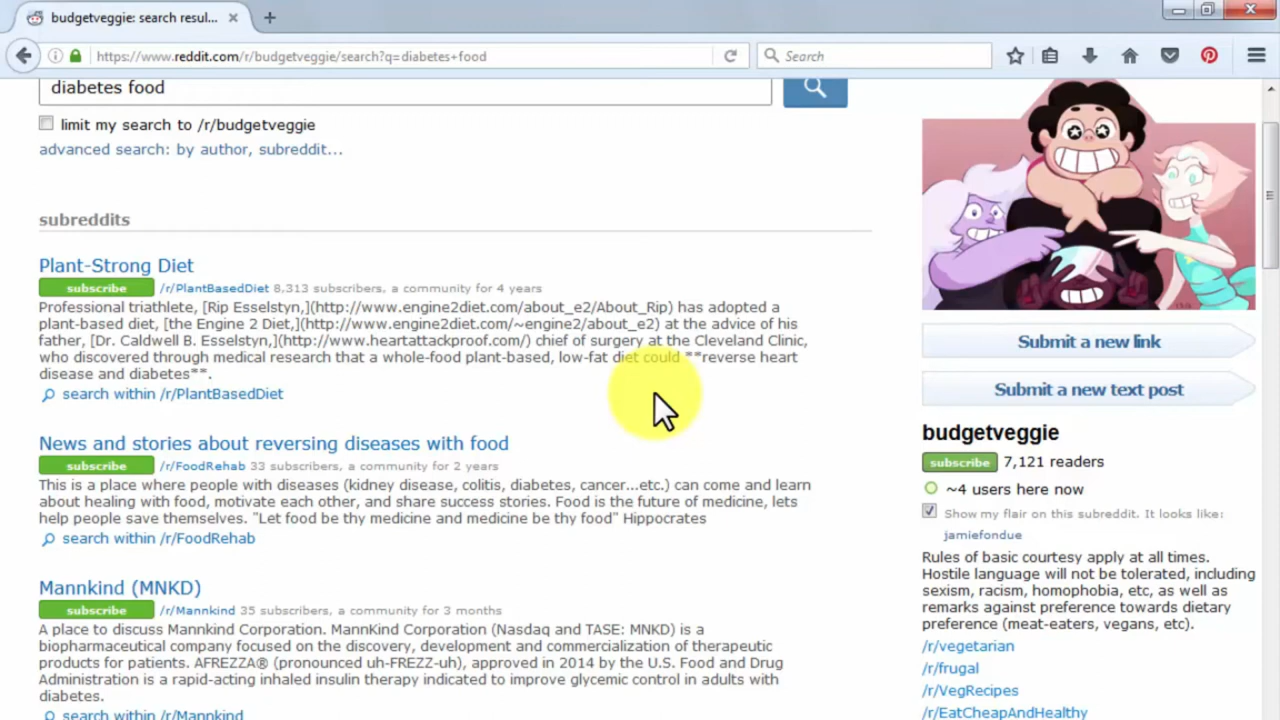 budgetveggie: search resul...
https://www.reddit.com/r/budgetveggie/search?q=diabetes+food
Search
diabetes food
limit my search to /r/budgetveggie
advanced search: by author, subreddit...
subreddits
Plant-Strong Diet
subscribe /r/PlantBasedDiet 8,313 subscribers, a community for 4 years
Professional triathlete, [Rip Esselstyn,](http://www.engine2diet.com/about_e2/About_Rip) has adopted a
plant-based diet, [the Engine 2 Diet,](http://www.engine2diet.com/~engine2/about_e2) at the advice of his
father, [Dr. Caldwell B. Esselstyn,](http://www.heartattackproof.com/) chief of surgery at the Cleveland Clinic,
who discovered through medical research that a whole-food plant-based, low-fat diet could **reverse heart
disease and diabetes**.
search within /r/PlantBasedDiet
News and stories about reversing diseases with food
subscribe /r/FoodRehab 33 subscribers, a community for 2 years
This is a place where people with diseases (kidney disease, colitis, diabetes, cancer...etc.) can come and learn
about healing with food, motivate each other, and share success stories. Food is the future of medicine, lets
help people save themselves. "Let food be thy medicine and medicine be thy food" Hippocrates
search within /r/FoodRehab
Mannkind (MNKD)
subscribe /r/Mannkind 35 subscribers, a community for 3 months
A place to discuss Mannkind Corporation. MannKind Corporation (Nasdaq and TASE: MNKD) is a
biopharmaceutical company focused on the discovery, development and commercialization of therapeutic
products for patients. AFREZZA® (pronounced uh-FREZZ-uh), approved in 2014 by the U.S. Food and Drug
Administration is a rapid-acting inhaled insulin therapy indicated to improve glycemic control in adults with
diabetes.
search within /r/Mannkind
Submit a new link
Submit a new text post
budgetveggie
subscribe 7,121 readers
~4 users here now
Show my flair on this subreddit. It looks like:
jamiefondue
Rules of basic courtesy apply at all times.
Hostile language will not be tolerated, including
sexism, racism, homophobia, etc, as well as
remarks against preference towards dietary
preference (meat-eaters, vegans, etc).
/r/vegetarian
/r/frugal
/r/VegRecipes
/r/EatCheapAndHealthy